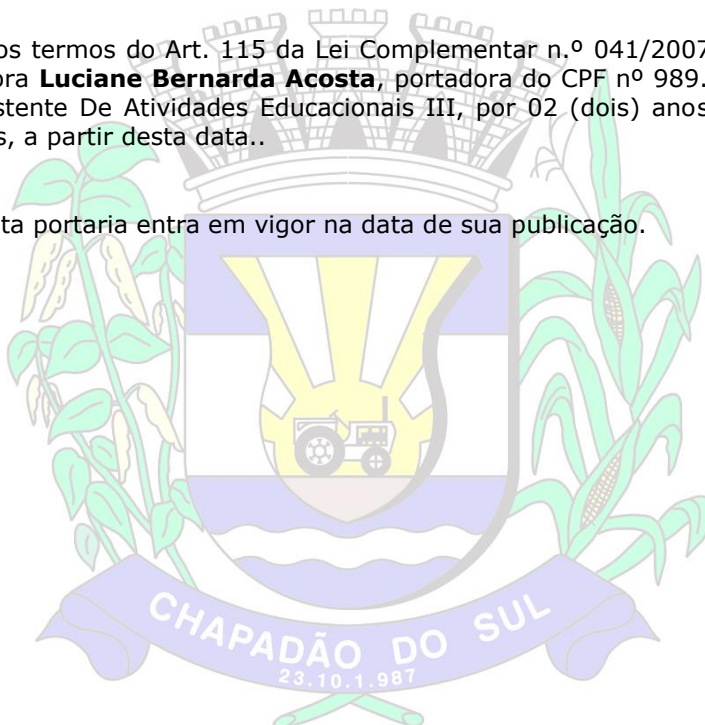 os termos do Art. 115 da Lei Complementar n.º 041/2007
ora Luciane Bernarda Acosta, portadora do CPF nº 989.
stente De Atividades Educacionais III, por 02 (dois) anos
s, a partir desta data..
ta portaria entra em vigor na data de sua publicação.
CHAPADÃO DO SUL
23.10.1.987